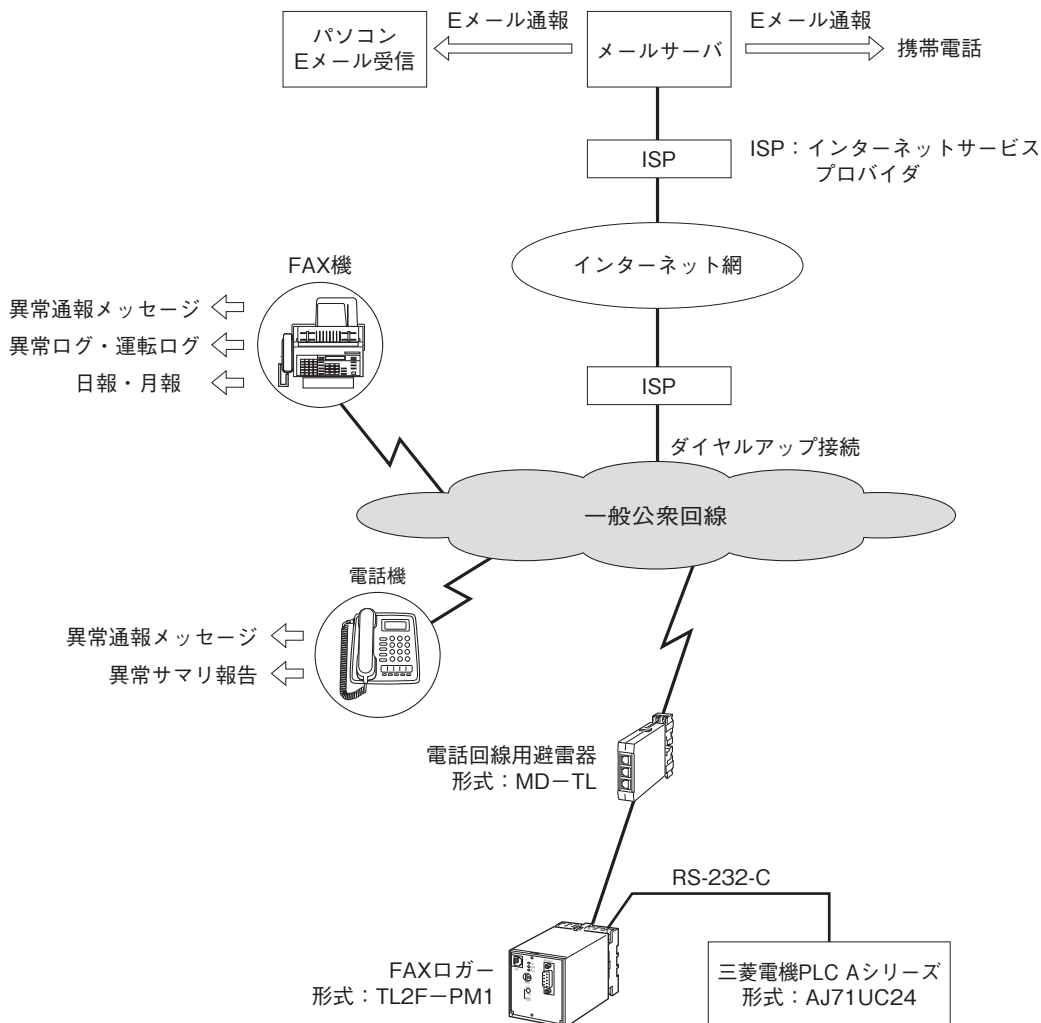 Eメール通報
Eメール通報
パソコン
Eメール受信
メールサーバ
携帯電話
ISP
ISP：インターネットサービス
プロバイダ
インターネット網
FAX機
異常通報メッセージ
異常ログ・運転ログ
日報・月報
ISP
ダイヤルアップ接続
一般公衆回線
電話機
異常通報メッセージ
異常サマリ報告
電話回線用避雷器
形式：MD－TL
RS-232-C
FAXロガー
形式：TL2F－PM1
三菱電機PLC Aシリーズ
形式：AJ71UC24